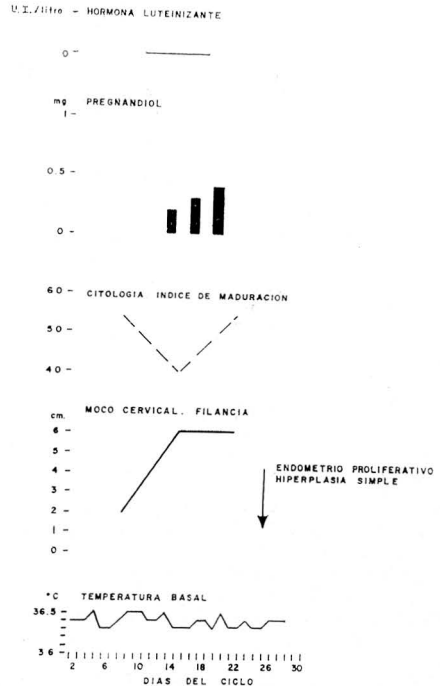 U.I./litro - HORMONA LUTEINIZANTE
0
mg PREGNANDIOL
1
0.5
0
60
CITOLOGIA INDICE DE MADURACION
50
40
MOCO CERVICAL. FILANCIA
cm.
6
5
4
3
2
1
0
ENDOMETRIO PROLIFERATIVO
HIPERPLASIA SIMPLE
°C TEMPERATURA BASAL
36.5
36
2 6 10 14 18 22 26 30
DIAS DEL CICLO